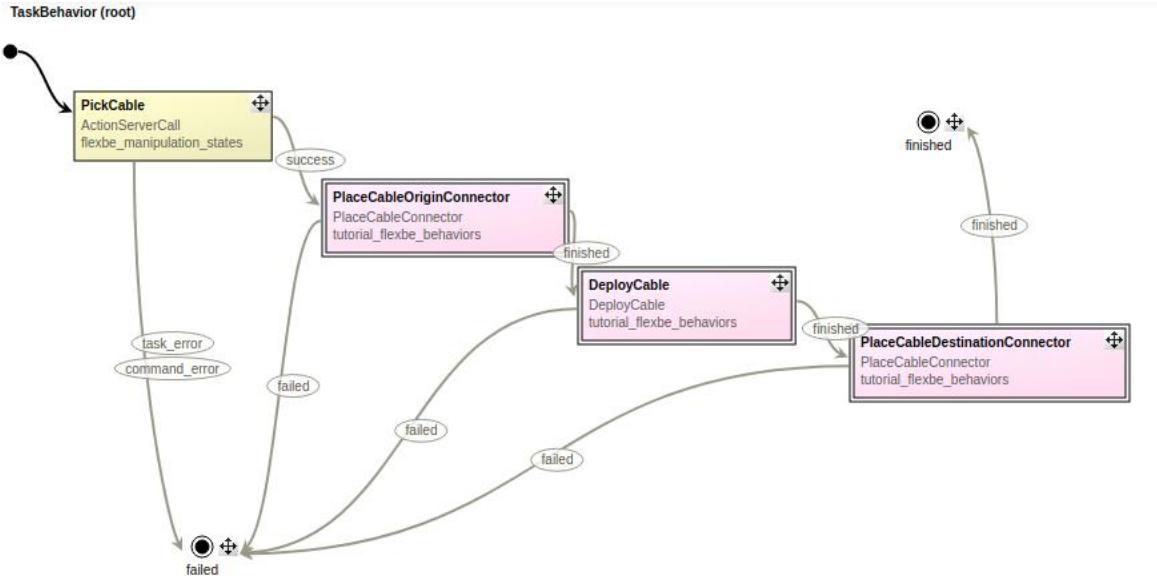 TaskBehavior (root)
PickCable
ActionServerCall
flexbe_manipulation_states
success
PlaceCableOriginConnector
PlaceCableConnector
tutorial_flexbe_behaviors
finished
DeployCable
DeployCable
tutorial_flexbe_behaviors
finished
PlaceCableDestinationConnector
PlaceCableConnector
tutorial_flexbe_behaviors
finished
finished
task_error
command_error
failed
failed
failed
failed